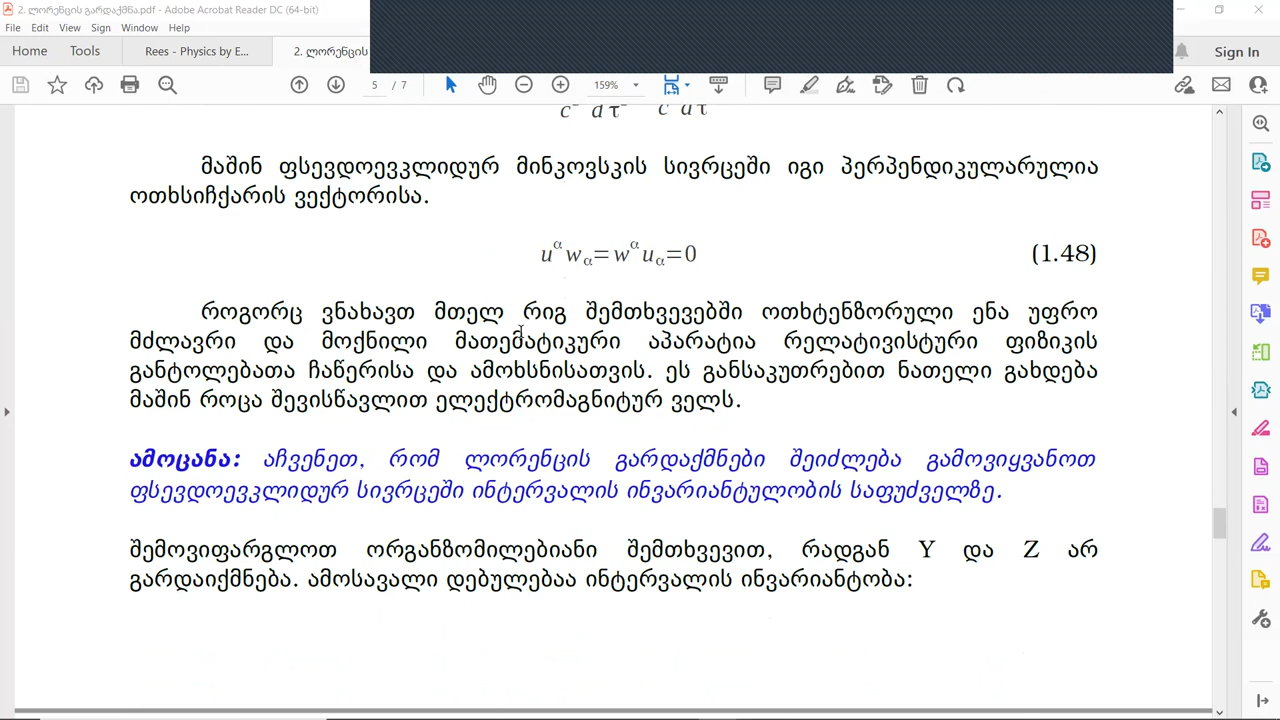 2. ლორენცის გარდაქმნა.pdf - Adobe Acrobat Reader DC (64-bit)
File Edit View Sign Window Help
Home Tools Rees - Physics by E... 2. ლორენცის Sign In
5 / 7 159%
მაშინ ფსევდოევკლიდურ მინკოვსკის სივრცეში იგი პერპენდიკულარულია
ოთხსიჩქარის ვექტორისა.
u^α w_α = w^α u_α = 0 (1.48)
როგორც ვნახავთ მთელ რიგ შემთხვევებში ოთხტენზორული ენა უფრო
მძლავრი და მოქნილი მათემატიკური აპარატია რელატივისტური ფიზიკის
განტოლებათა ჩაწერისა და ამოხსნისათვის. ეს განსაკუთრებით ნათელი გახდება
მაშინ როცა შევისწავლით ელექტრომაგნიტურ ველს.
ამოცანა: აჩვენეთ, რომ ლორენცის გარდაქმნები შეიძლება გამოვიყვანოთ
ფსევდოევკლიდურ სივრცეში ინტერვალის ინვარიანტულობის საფუძველზე.
შემოვიფარგლოთ ორგანზომილებიანი შემთხვევით, რადგან Y და Z არ
გარდაიქმნება. ამოსავალი დებულებაა ინტერვალის ინვარიანტობა: